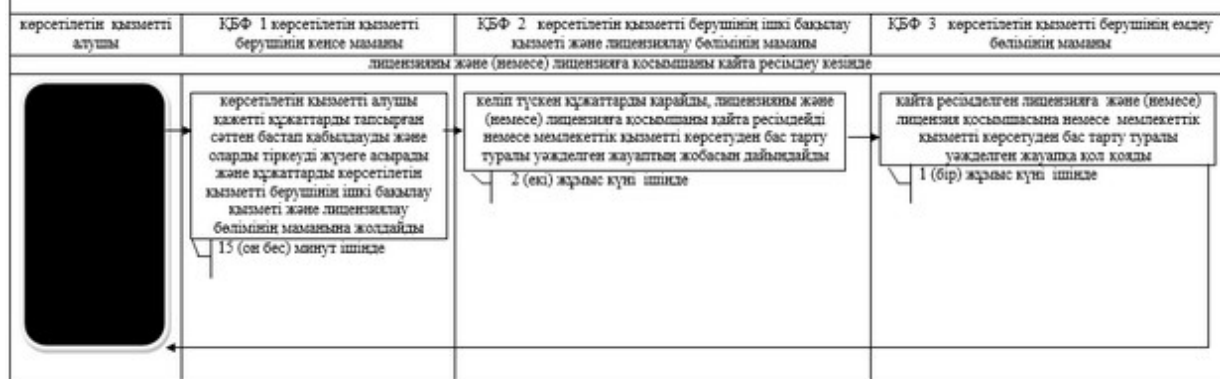 көрсетілетін қызметті
алушы
ҚБФ 1 көрсетілетін қызметті
берушінің кеңсе маманы
ҚБФ 2 көрсетілетін қызметті берушінің ішкі бақылау
қызметі және лицензиялау бөлімінің маманы
ҚБФ 3 көрсетілетін қызметті берушінің емдеу
бөлімінің маманы
лицензияны және (немесе) лицензияға қосымшаны қайта ресімдеу кезінде
көрсетілетін қызметті алушы
қажетті құжаттарды тапсырған
сәттен бастап қабылдауды және
оларды тіркеуді жүзеге асырады
және құжаттарды көрсетілетін
қызметті берушінің ішкі бақылау
қызметі және лицензиялау
бөлімінің маманына жолдайды
15 (он бес) минут ішінде
келіп түскен құжаттарды қарайды, лицензияны және
(немесе) лицензияға қосымшаны қайта ресімдейді
немесе мемлекеттік қызметті көрсетуден бас тарту
туралы уәжделген жауаптың жобасын дайындайды
2 (екі) жұмыс күні ішінде
қайта ресімделген лицензияға және (немесе)
лицензия қосымшасына немесе мемлекеттік
қызметті көрсетуден бас тарту туралы
уәжделген жауапқа қол қояды
1 (бір) жұмыс күні ішінде